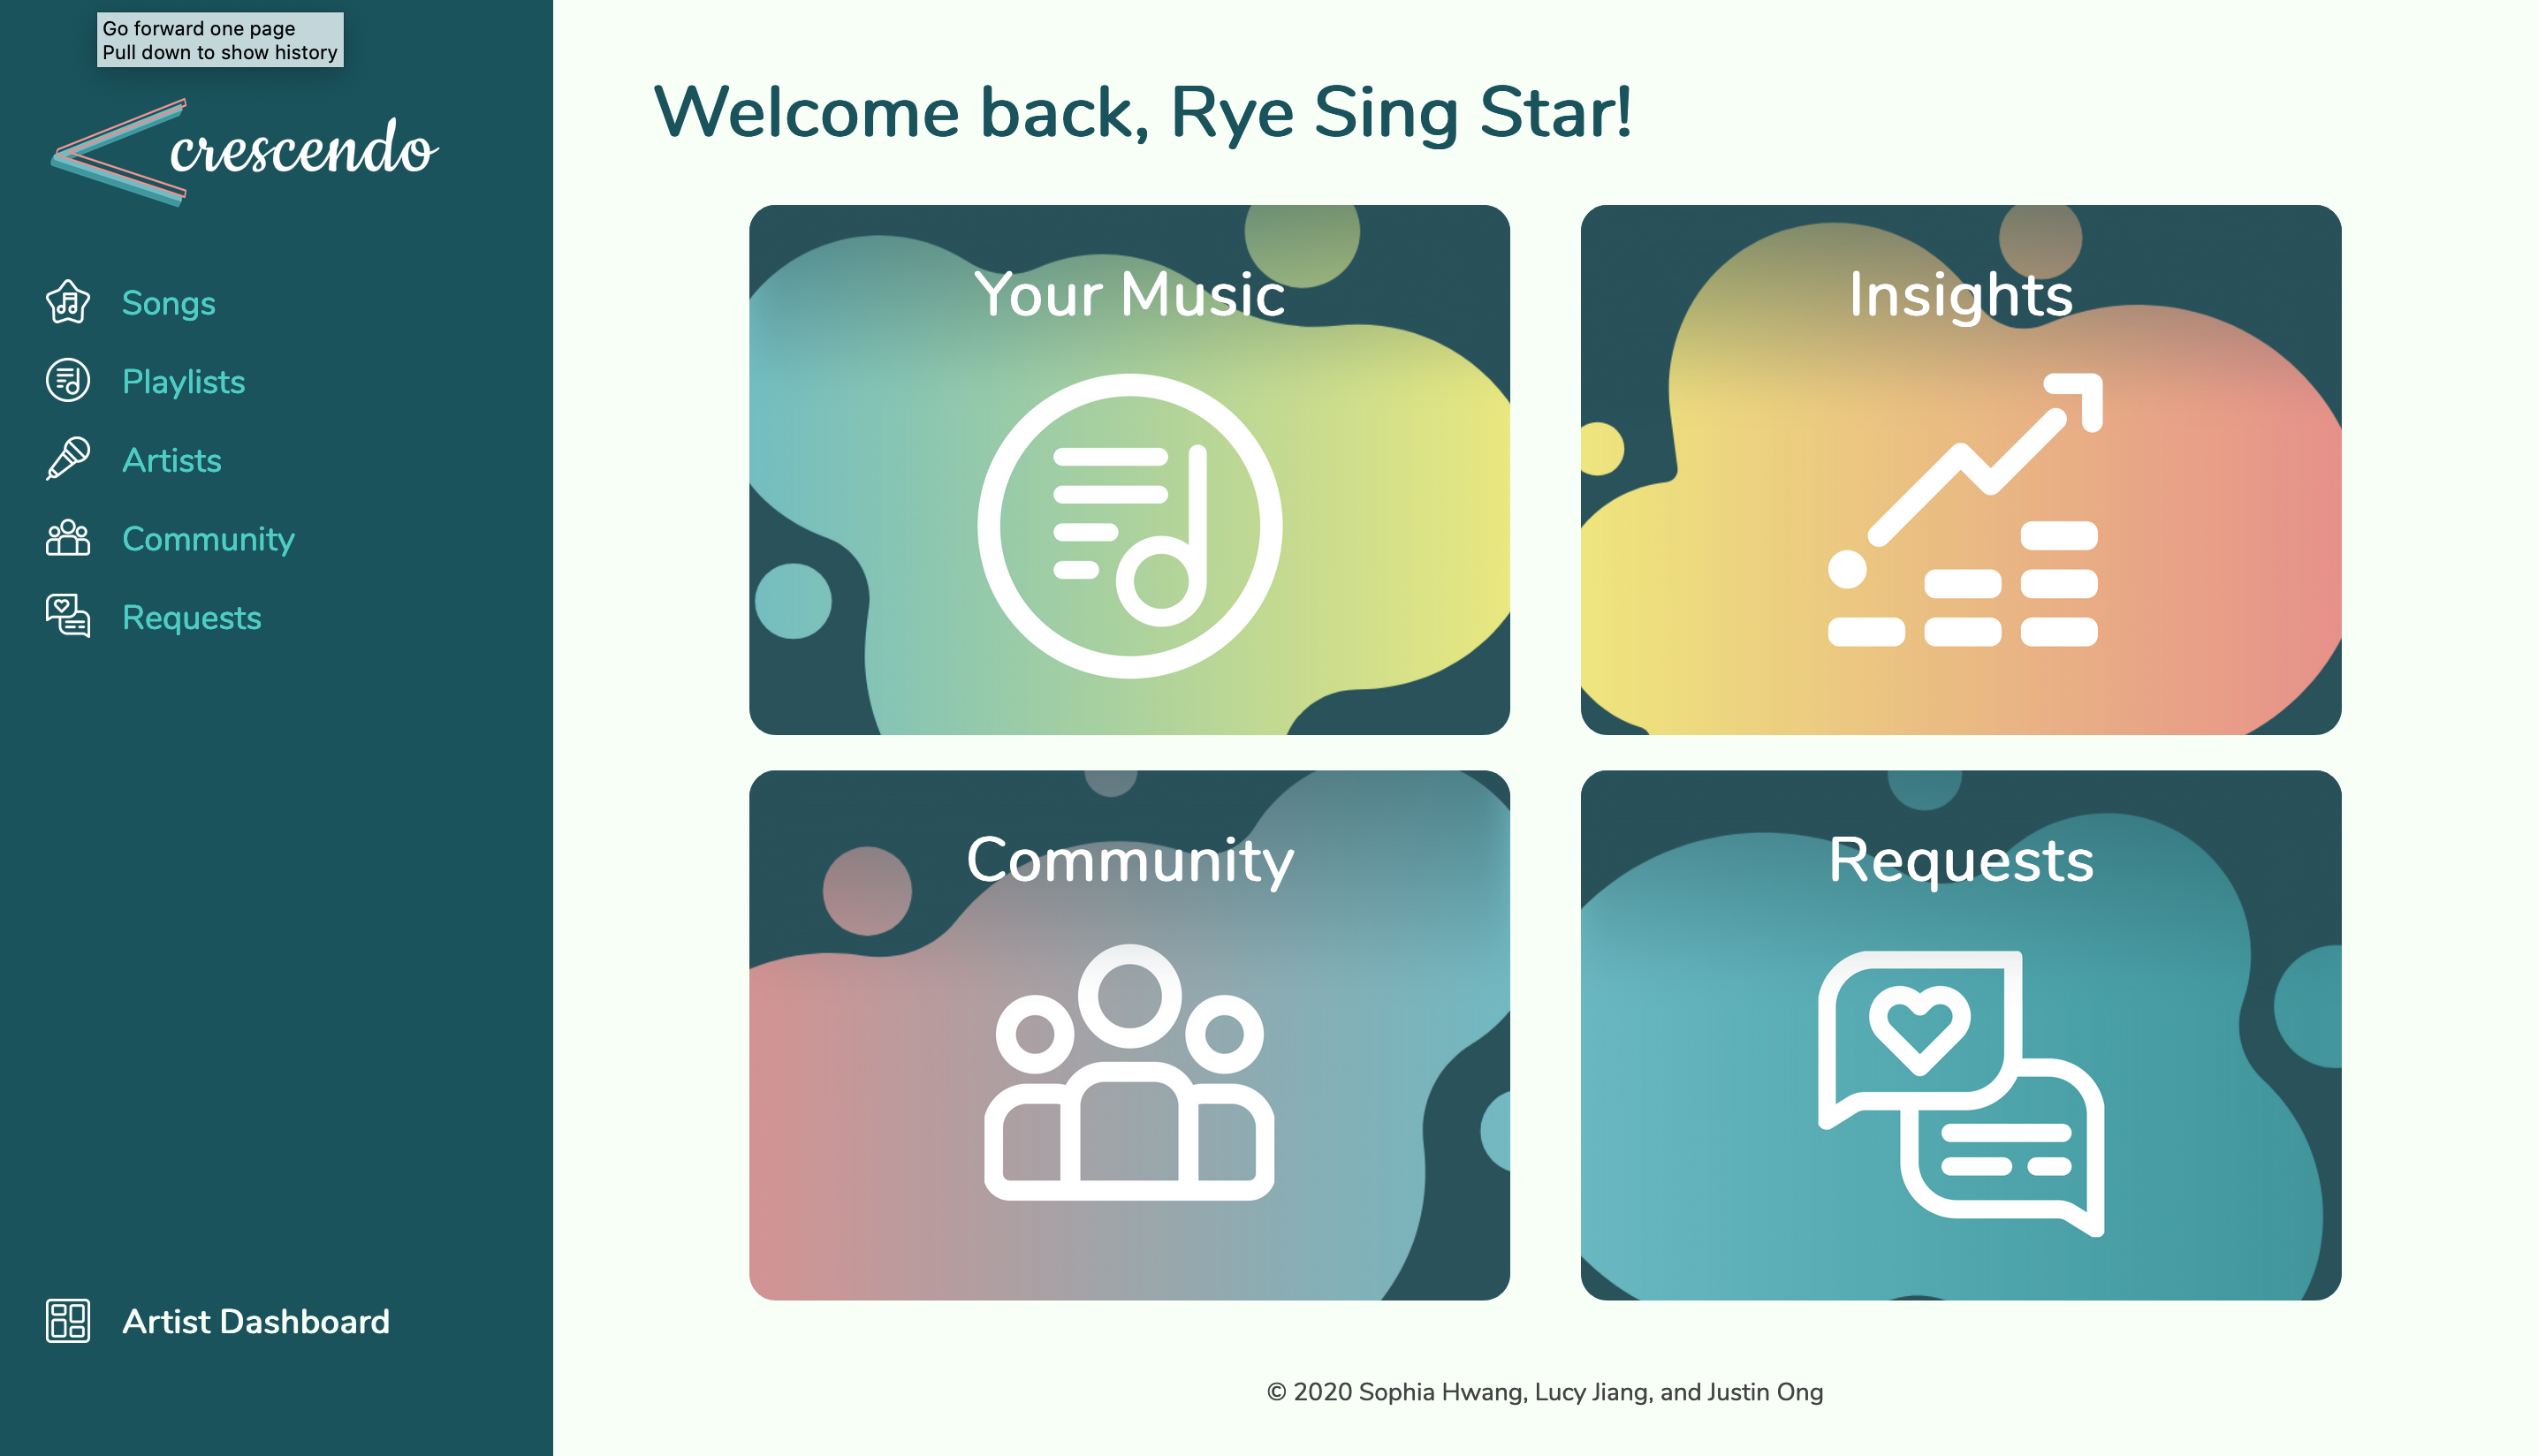 Go forward one page
Pull down to show history
crescendo
Songs
Playlists
Artists
Community
Requests
Artist Dashboard
Welcome back, Rye Sing Star!
Your Music
Insights
Community
Requests
© 2020 Sophia Hwang, Lucy Jiang, and Justin Ong